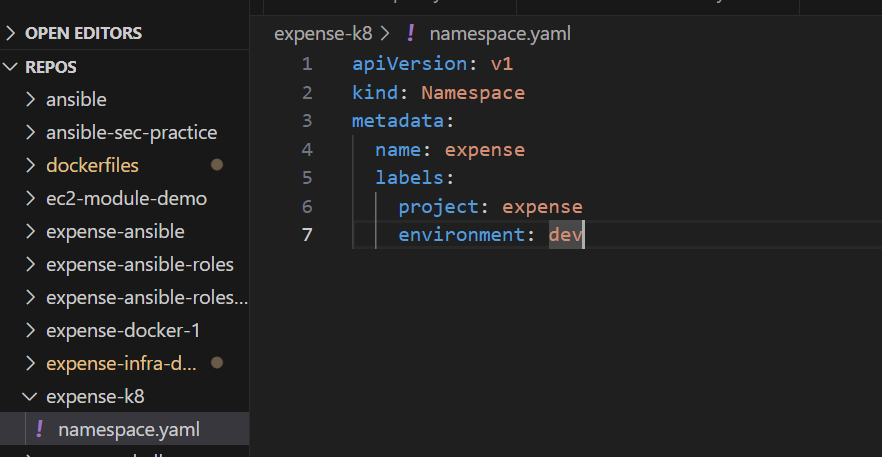 OPEN EDITORS
REPOS
ansible
ansible-sec-practice
dockerfiles
ec2-module-demo
expense-ansible
expense-ansible-roles
expense-ansible-roles...
expense-docker-1
expense-infra-d...
expense-k8
! namespace.yaml
expense-k8 > ! namespace.yaml
1 apiVersion: v1
2 kind: Namespace
3 metadata:
4   name: expense
5   labels:
6     project: expense
7     environment: dev